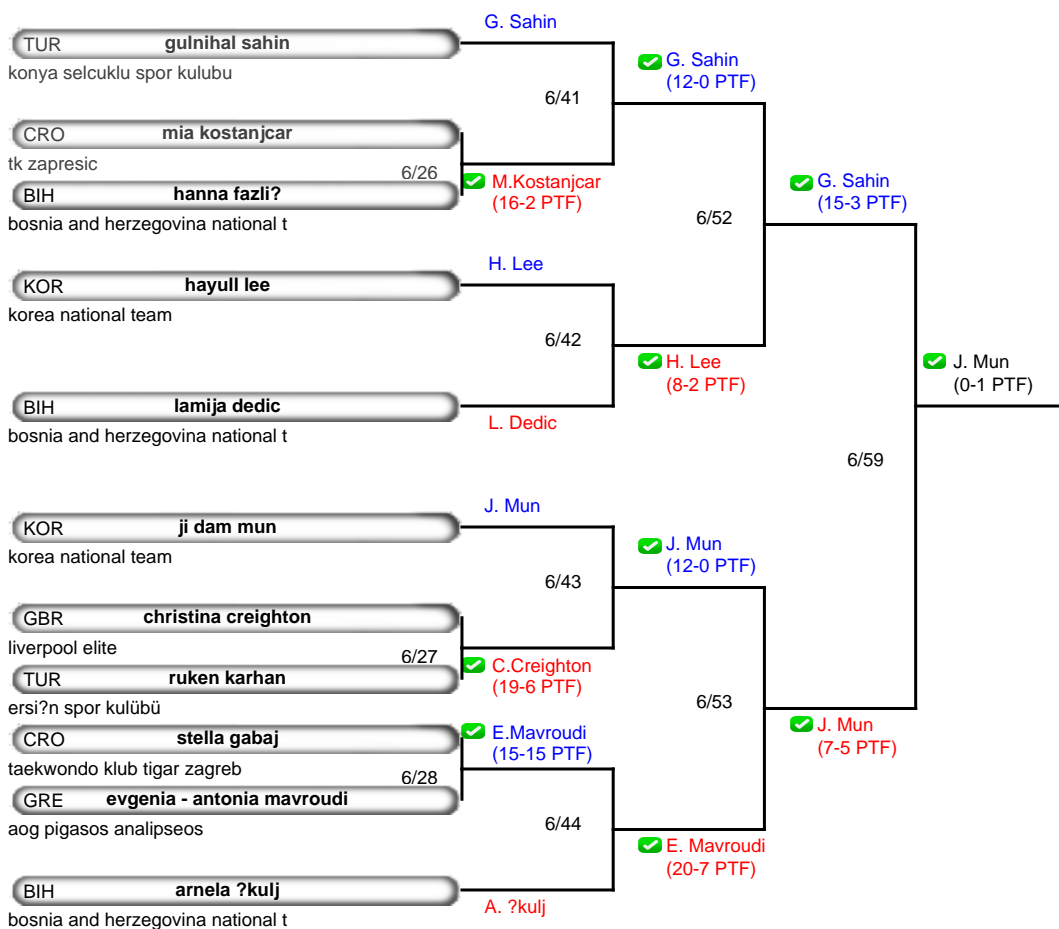 G. Sahin
TUR gulnihal sahin
konya selcuklu spor kulubu
G. Sahin
(12-0 PTF)
6/41
CRO mia kostanjcar
tk zapresic
6/26
M.Kostanjcar
(16-2 PTF)
BIH hanna fazli?
bosnia and herzegovina national t
G. Sahin
(15-3 PTF)
6/52
H. Lee
KOR hayull lee
korea national team
6/42
H. Lee
(8-2 PTF)
J. Mun
(0-1 PTF)
BIH lamija dedic
bosnia and herzegovina national t
L. Dedic
6/59
J. Mun
KOR ji dam mun
korea national team
J. Mun
(12-0 PTF)
6/43
GBR christina creighton
liverpool elite
6/27
C.Creighton
(19-6 PTF)
TUR ruken karhan
ersi?n spor kulübü
6/53
J. Mun
(7-5 PTF)
CRO stella gabaj
taekwondo klub tigar zagreb
E.Mavroudi
(15-15 PTF)
6/28
GRE evgenia - antonia mavroudi
aog pigasos analipseos
6/44
E. Mavroudi
(20-7 PTF)
BIH arnela ?kulj
bosnia and herzegovina national t
A. ?kulj